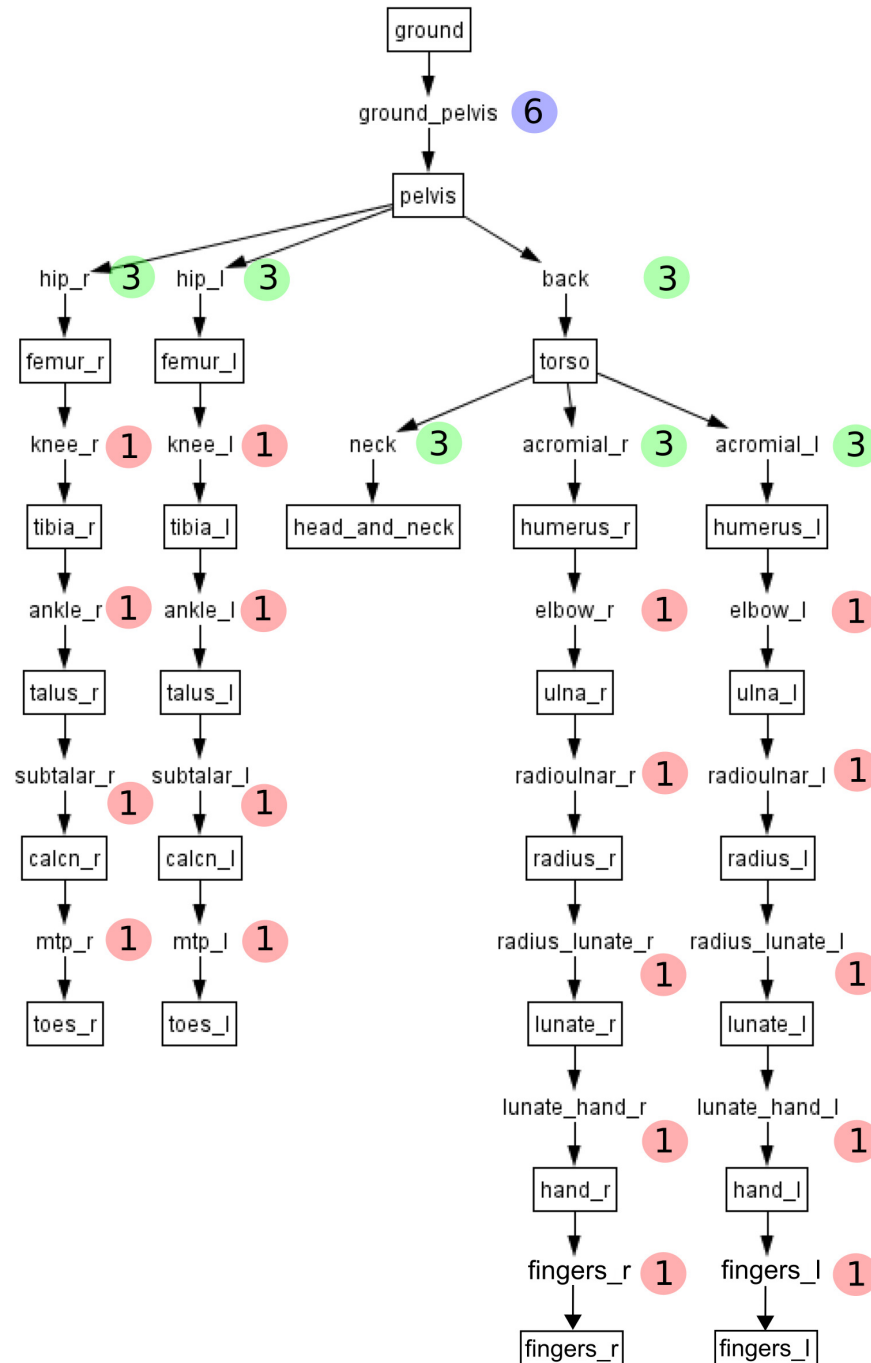 ground
ground_pelvis 6
pelvis
hip_r 3 hip_l 3 back 3
femur_r femur_l torso
knee_r 1 knee_l 1 neck 3 acromial_r 3 acromial_l 3
tibia_r tibia_l head_and_neck humerus_r humerus_l
ankle_r 1 ankle_l 1 elbow_r 1 elbow_l 1
talus_r talus_l ulna_r ulna_l
subtalar_r 1 subtalar_l 1 radioulnar_r 1 radioulnar_l 1
calcn_r calcn_l radius_r radius_l
mtp_r 1 mtp_l 1 radius_lunate_r 1 radius_lunate_l 1
toes_r toes_l lunate_r lunate_l
lunate_hand_r 1 lunate_hand_l 1
hand_r hand_l
fingers_r 1 fingers_l 1
fingers_r fingers_l